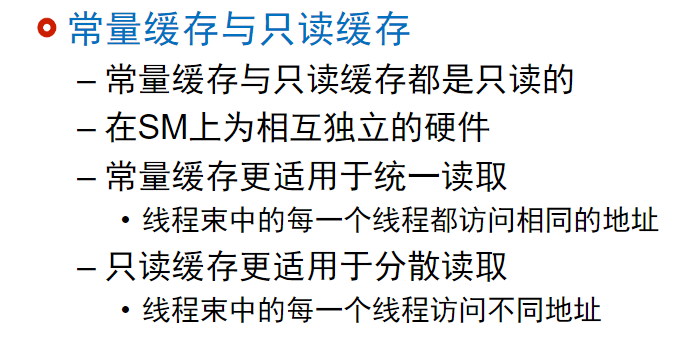 常量缓存与只读缓存
– 常量缓存与只读缓存都是只读的
– 在SM上为相互独立的硬件
– 常量缓存更适用于统一读取
• 线程束中的每一个线程都访问相同的地址
– 只读缓存更适用于分散读取
• 线程束中的每一个线程访问不同地址